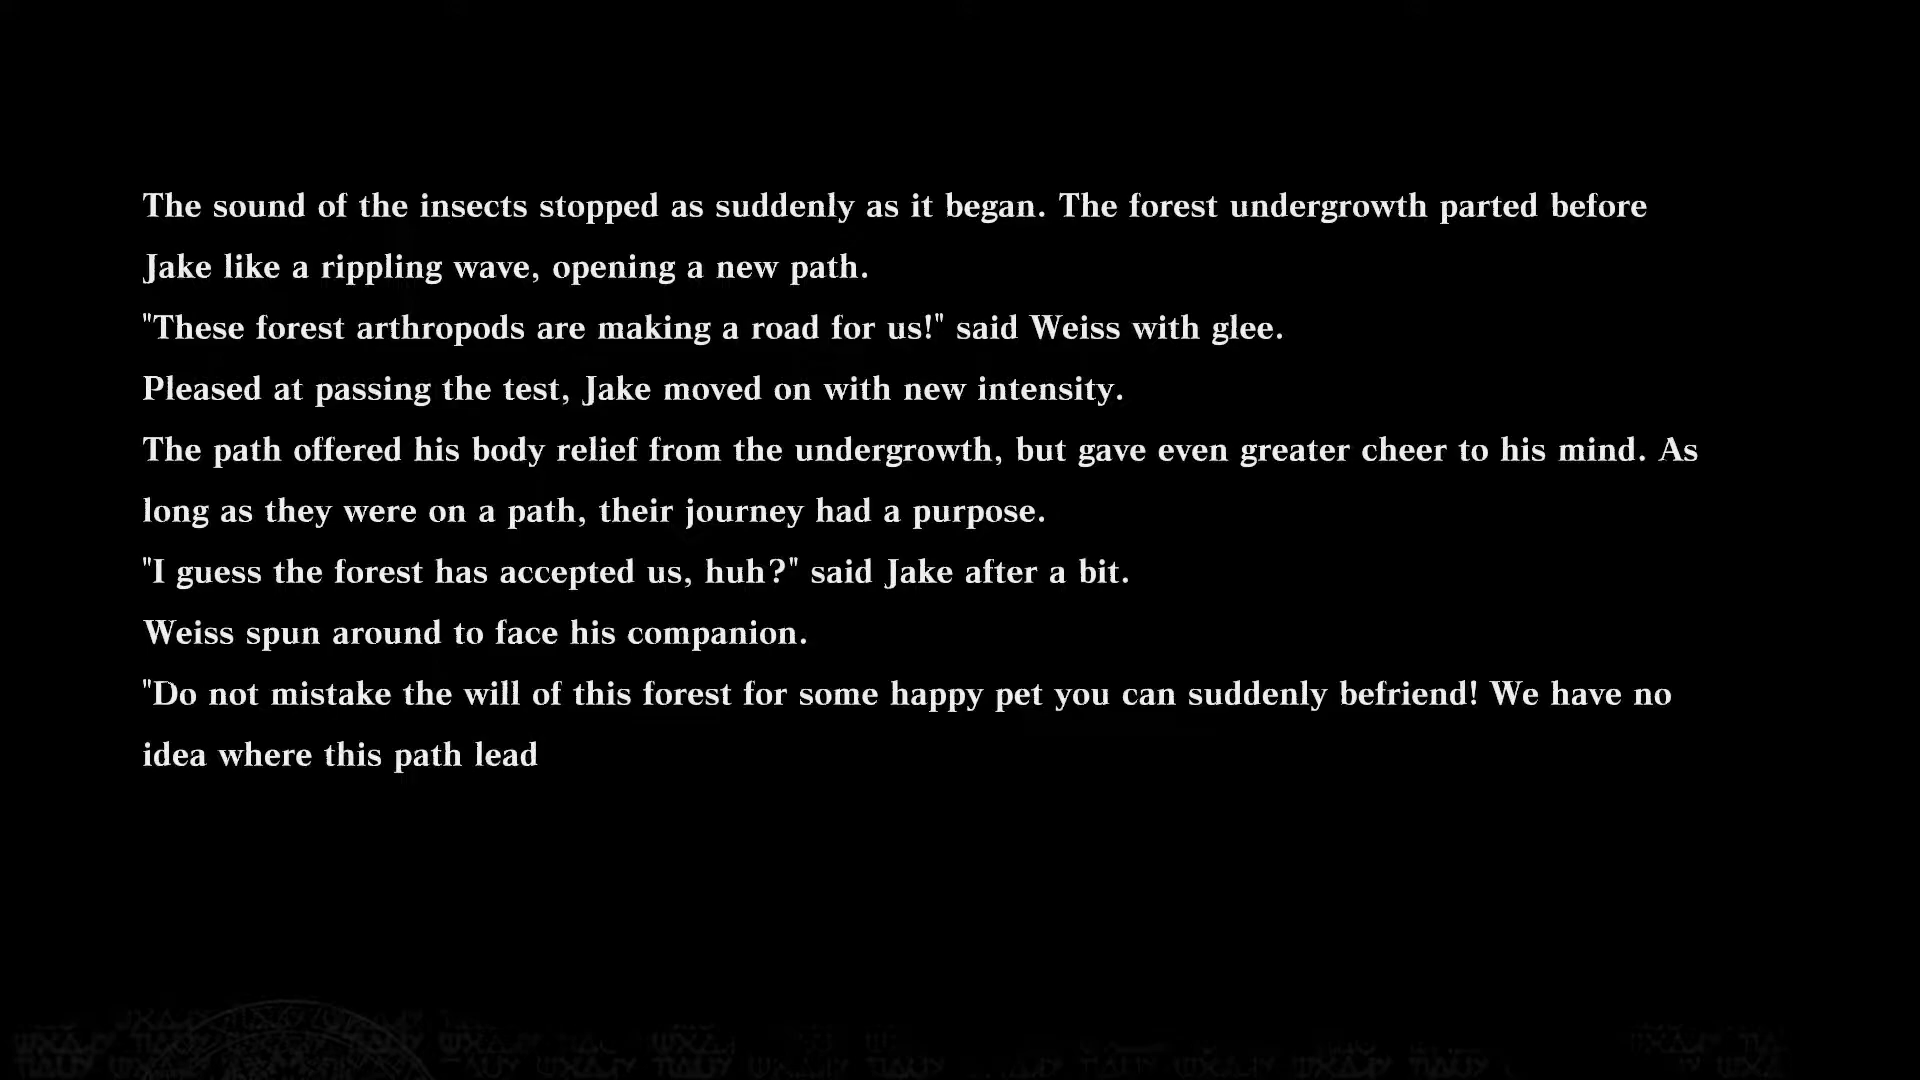 The sound of the insects stopped as suddenly as it began. The forest undergrowth parted before
Jake like a rippling wave, opening a new path.
"These forest arthropods are making a road for us!" said Weiss with glee.
Pleased at passing the test, Jake moved on with new intensity.
The path offered his body relief from the undergrowth, but gave even greater cheer to his mind. As
long as they were on a path, their journey had a purpose.
"I guess the forest has accepted us, huh?" said Jake after a bit.
Weiss spun around to face his companion.
"Do not mistake the will of this forest for some happy pet you can suddenly befriend! We have no
idea where this path lead